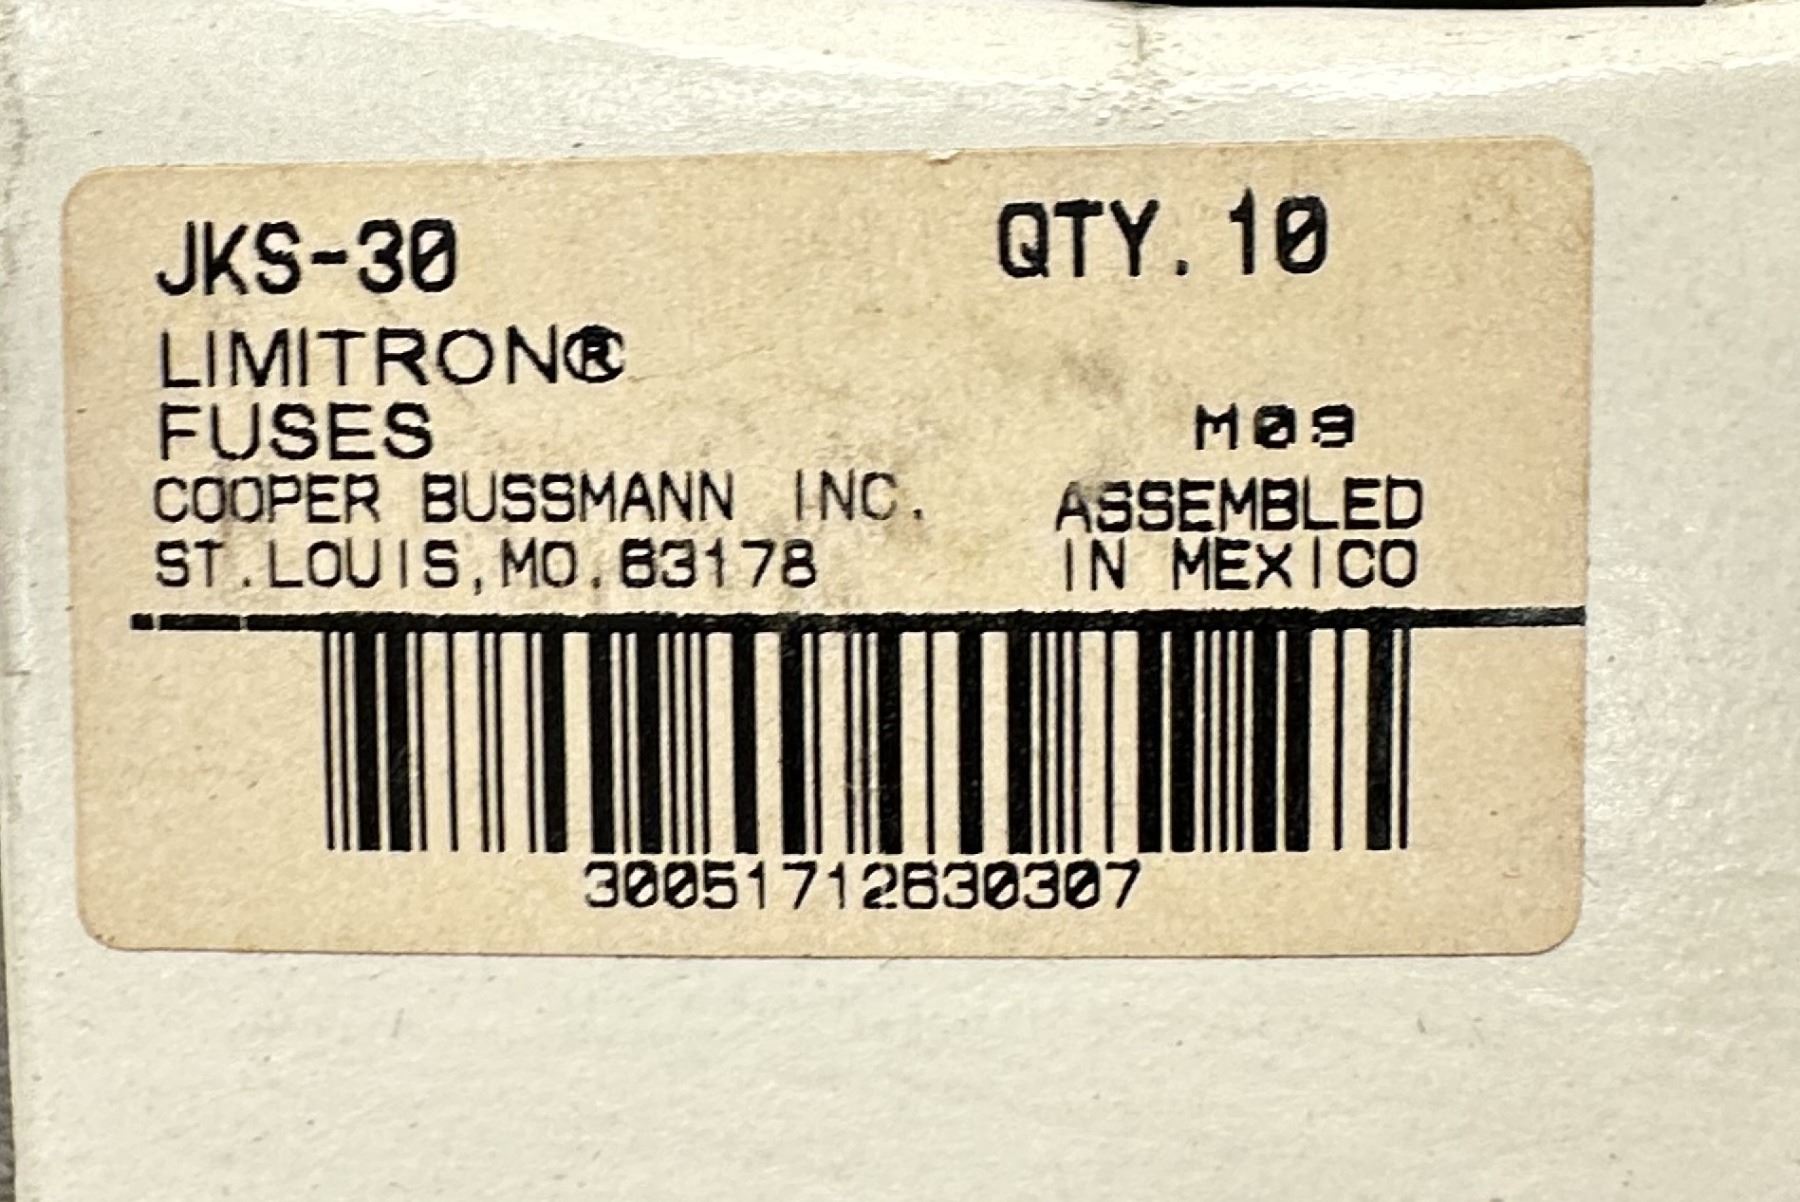 JKS-30 QTY. 10
LIMITRON®
FUSES M09
COOPER BUSSMANN INC. ASSEMBLED
ST. LOUIS, MO. 63178 IN MEXICO
30051712630307